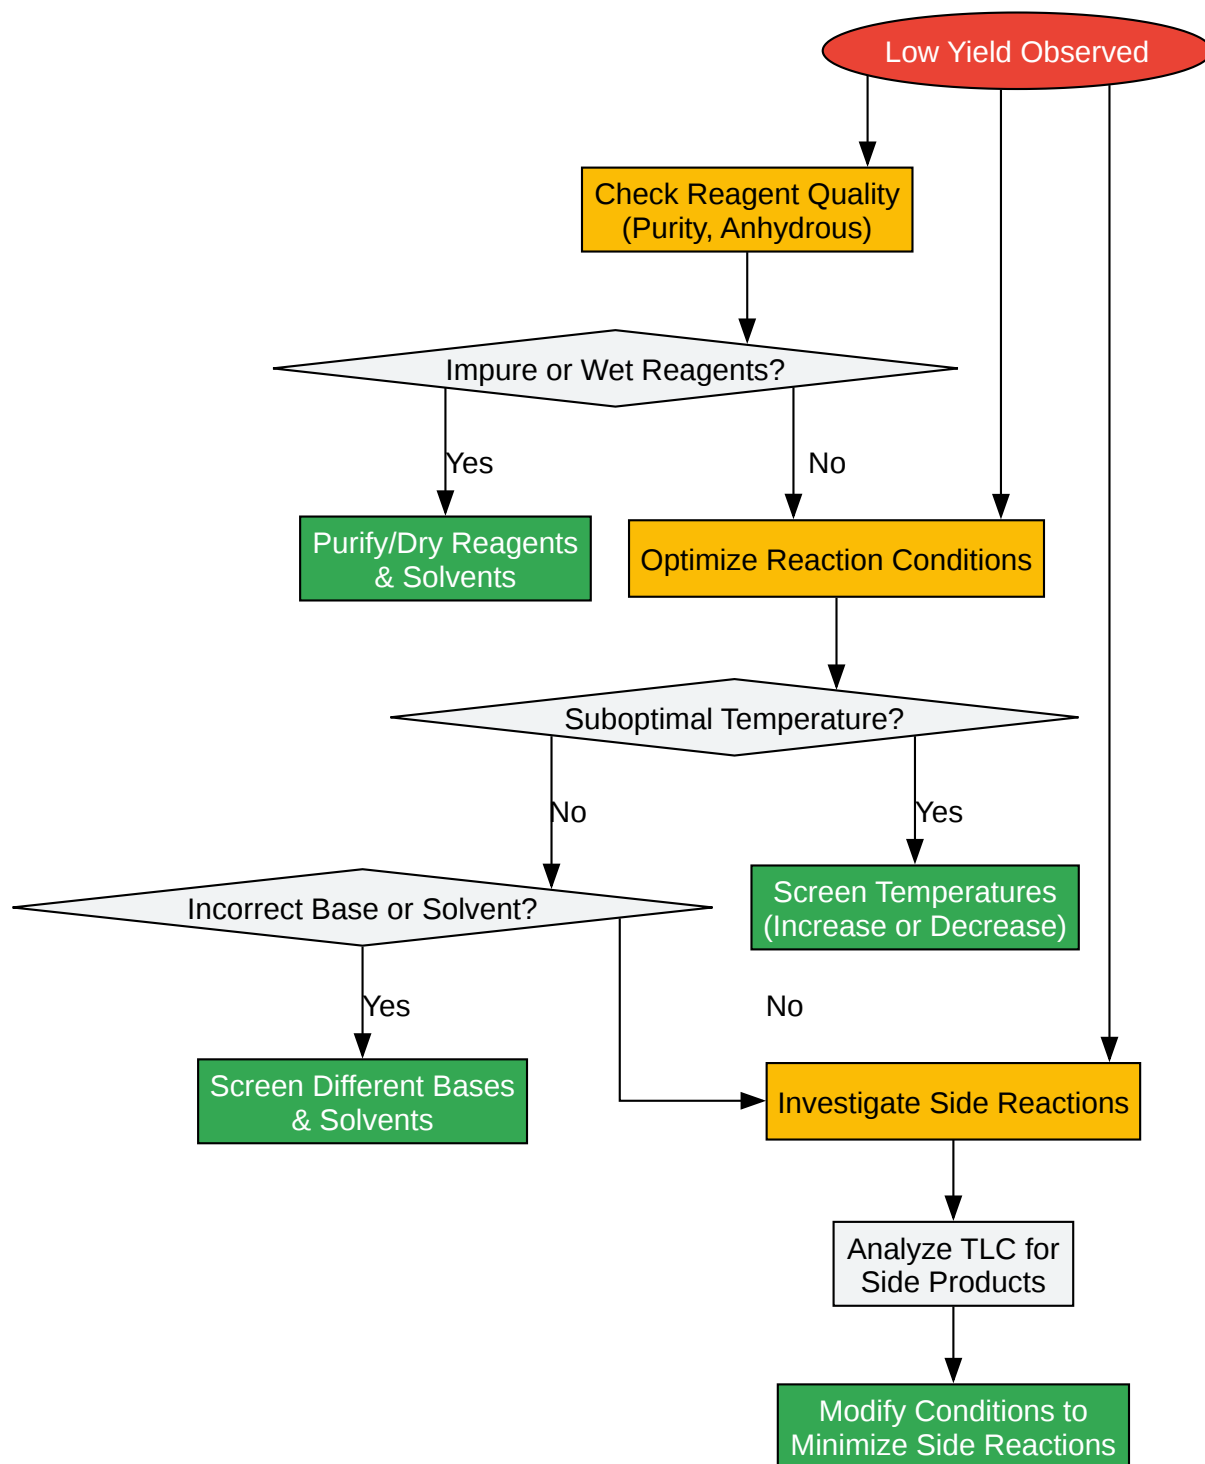 Low Yield Observed
Check Reagent Quality
(Purity, Anhydrous)
Impure or Wet Reagents?
Yes
No
Purify/Dry Reagents
& Solvents
Optimize Reaction Conditions
Suboptimal Temperature?
No
Yes
Incorrect Base or Solvent?
Screen Temperatures
(Increase or Decrease)
Yes
No
Screen Different Bases
& Solvents
Investigate Side Reactions
Analyze TLC for
Side Products
Modify Conditions to
Minimize Side Reactions